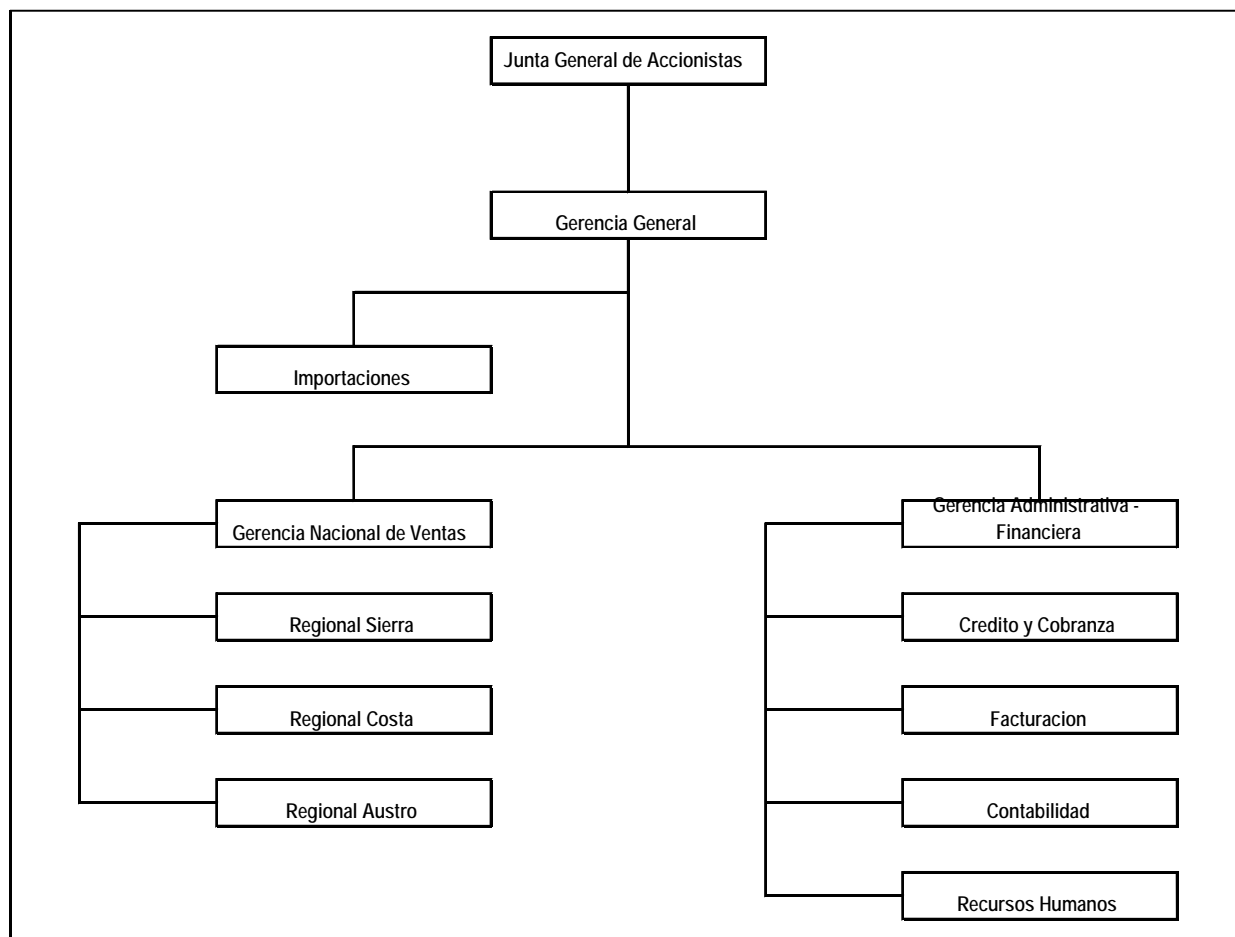 Junta General de Accionistas
Gerencia General
Importaciones
Gerencia Nacional de Ventas
Regional Sierra
Regional Costa
Regional Austro
Gerencia Administrativa -
Financiera
Credito y Cobranza
Facturacion
Contabilidad
Recursos Humanos